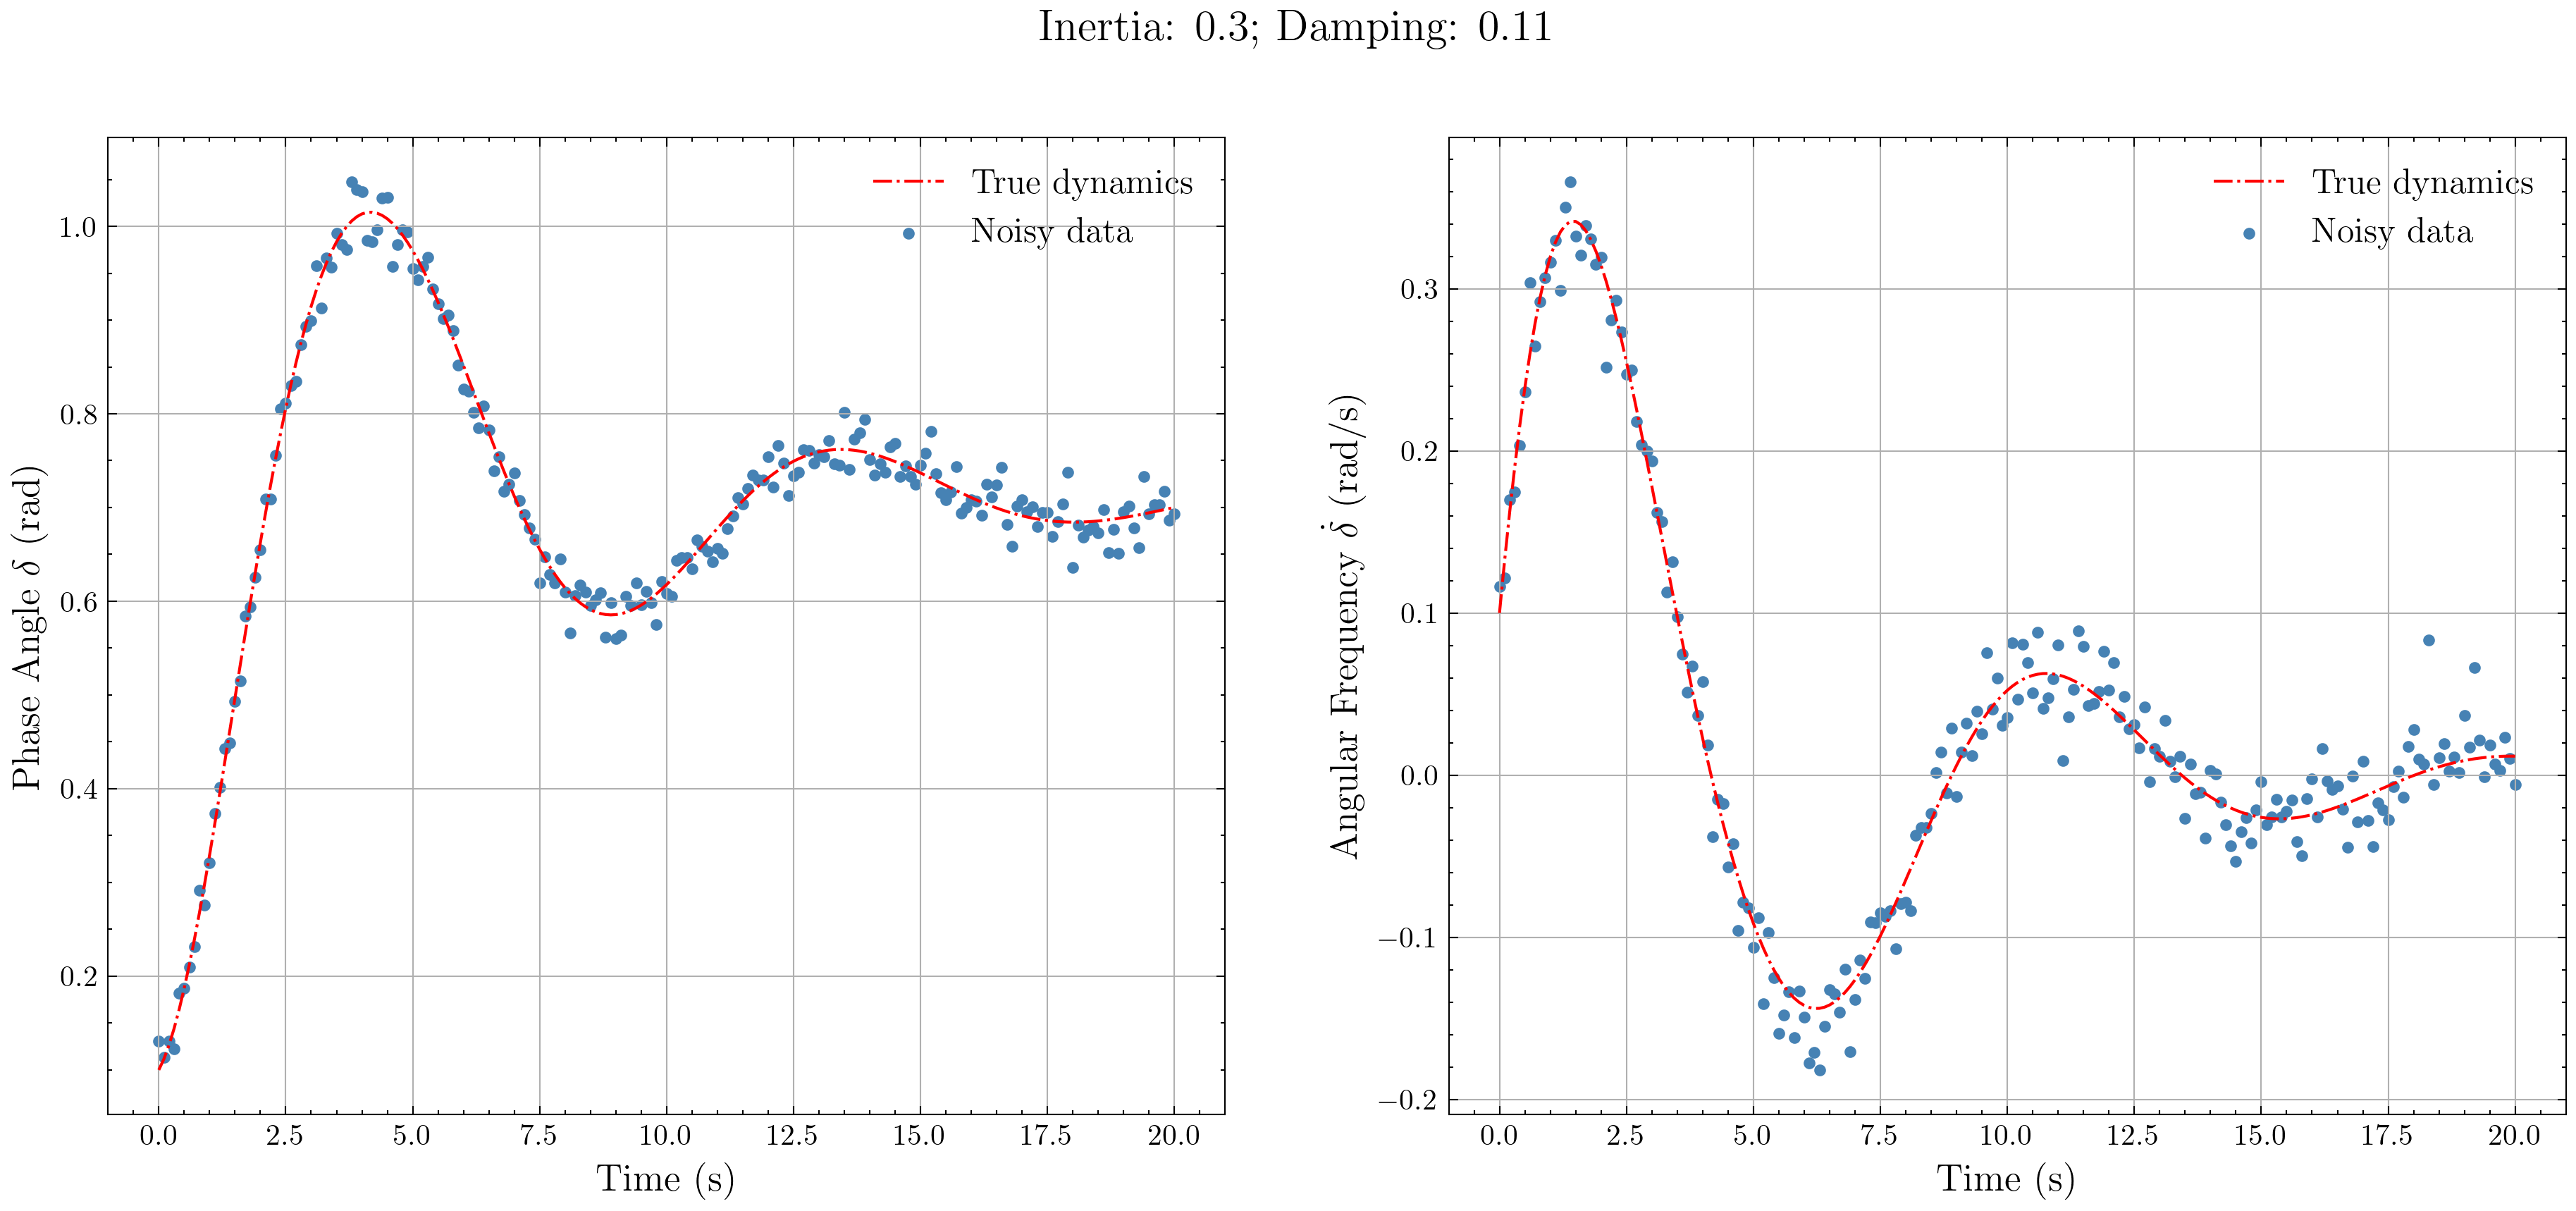 Inertia: 0.3; Damping: 0.11
Phase Angle δ (rad)
1.0
0.8
0.6
0.4
0.2
True dynamics
Noisy data
0.0 2.5 5.0 7.5 10.0 12.5 15.0 17.5 20.0
Time (s)
Angular Frequency δ̇ (rad/s)
0.3
0.2
0.1
0.0
−0.1
−0.2
True dynamics
Noisy data
0.0 2.5 5.0 7.5 10.0 12.5 15.0 17.5 20.0
Time (s)